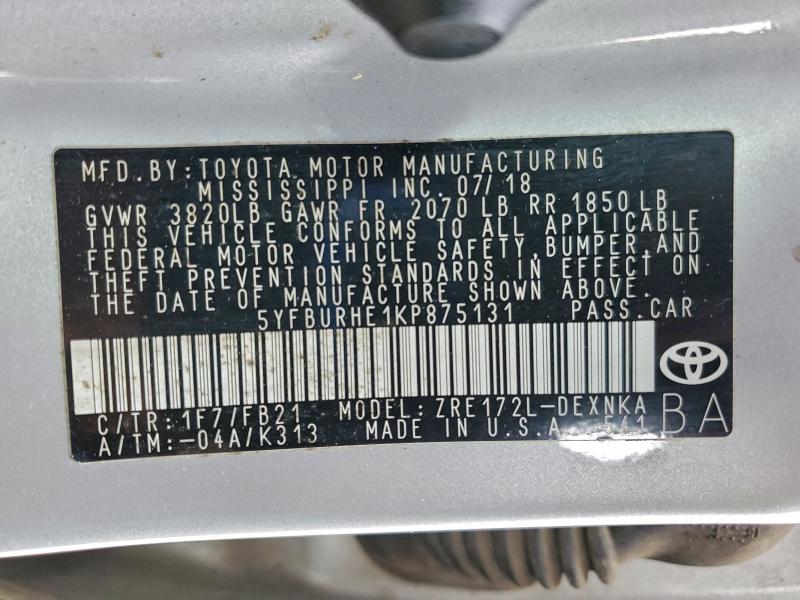 MFD. BY: TOYOTA MOTOR MANUFACTURING
MISSISSIPPI INC. 07/18
GVWR 3820LB GAWR FR 2070 LB RR 1850 LB
THIS VEHICLE CONFORMS TO ALL APPLICABLE
FEDERAL MOTOR VEHICLE SAFETY, BUMPER, AND
THEFT PREVENTION STANDARDS IN EFFECT ON
THE DATE OF MANUFACTURE SHOWN ABOVE.
5YFBURHE1KP875131 PASS. CAR
C/TR: 1F7/FB21 MODEL: ZRE172L-DEXNKA
A/TM: -04A/K313 MADE IN U.S.A. 541
BA